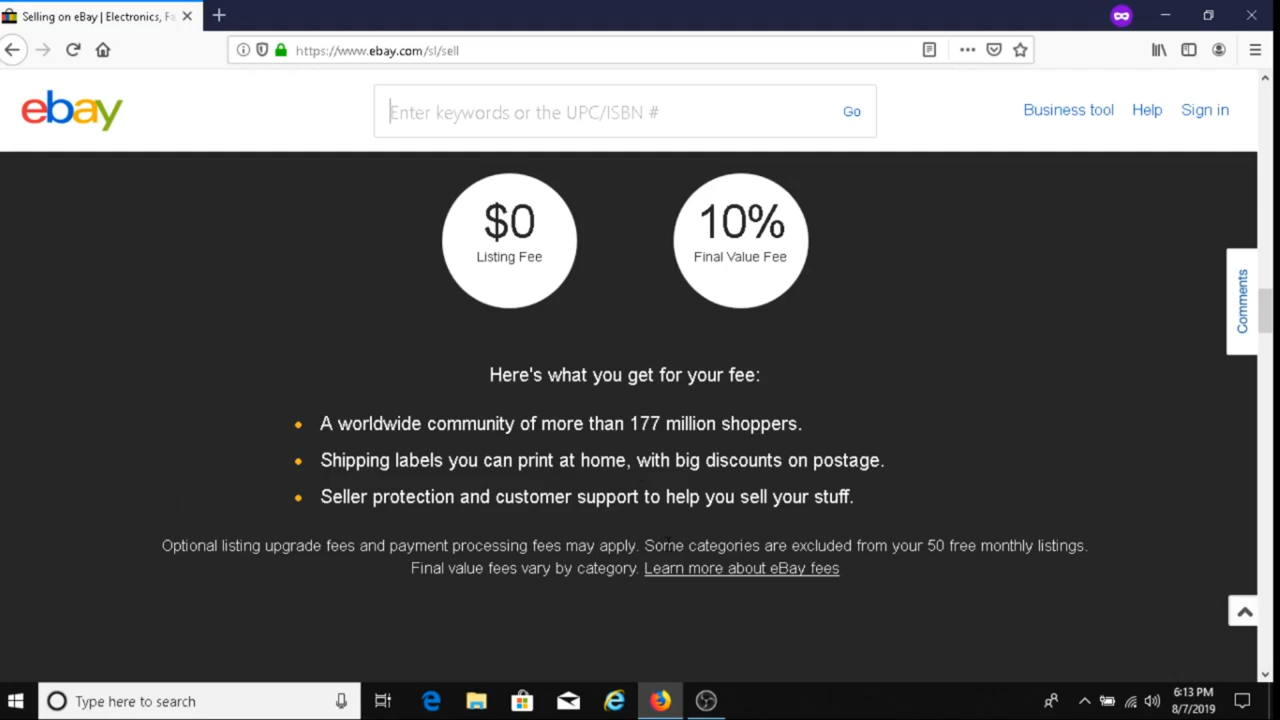 Selling on eBay | Electronics, Fa
https://www.ebay.com/sl/sell
ebay
Enter keywords or the UPC/ISBN #
Go
Business tool
Help
Sign in
$0
Listing Fee
10%
Final Value Fee
Comments
Here's what you get for your fee:
A worldwide community of more than 177 million shoppers.
Shipping labels you can print at home, with big discounts on postage.
Seller protection and customer support to help you sell your stuff.
Optional listing upgrade fees and payment processing fees may apply. Some categories are excluded from your 50 free monthly listings.
Final value fees vary by category. Learn more about eBay fees
Type here to search
6:13 PM
8/7/2019